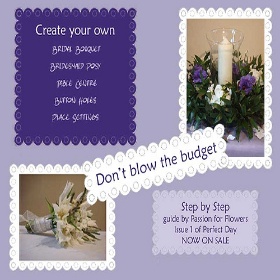 Create your own
Bridal Bouquet
Bridesmaid Posy
Table Centre
Button Holes
Place Settings
Don't blow the budget
Step by Step
guide by Passion for Flowers
Issue 1 of Perfect Day
NOW ON SALE